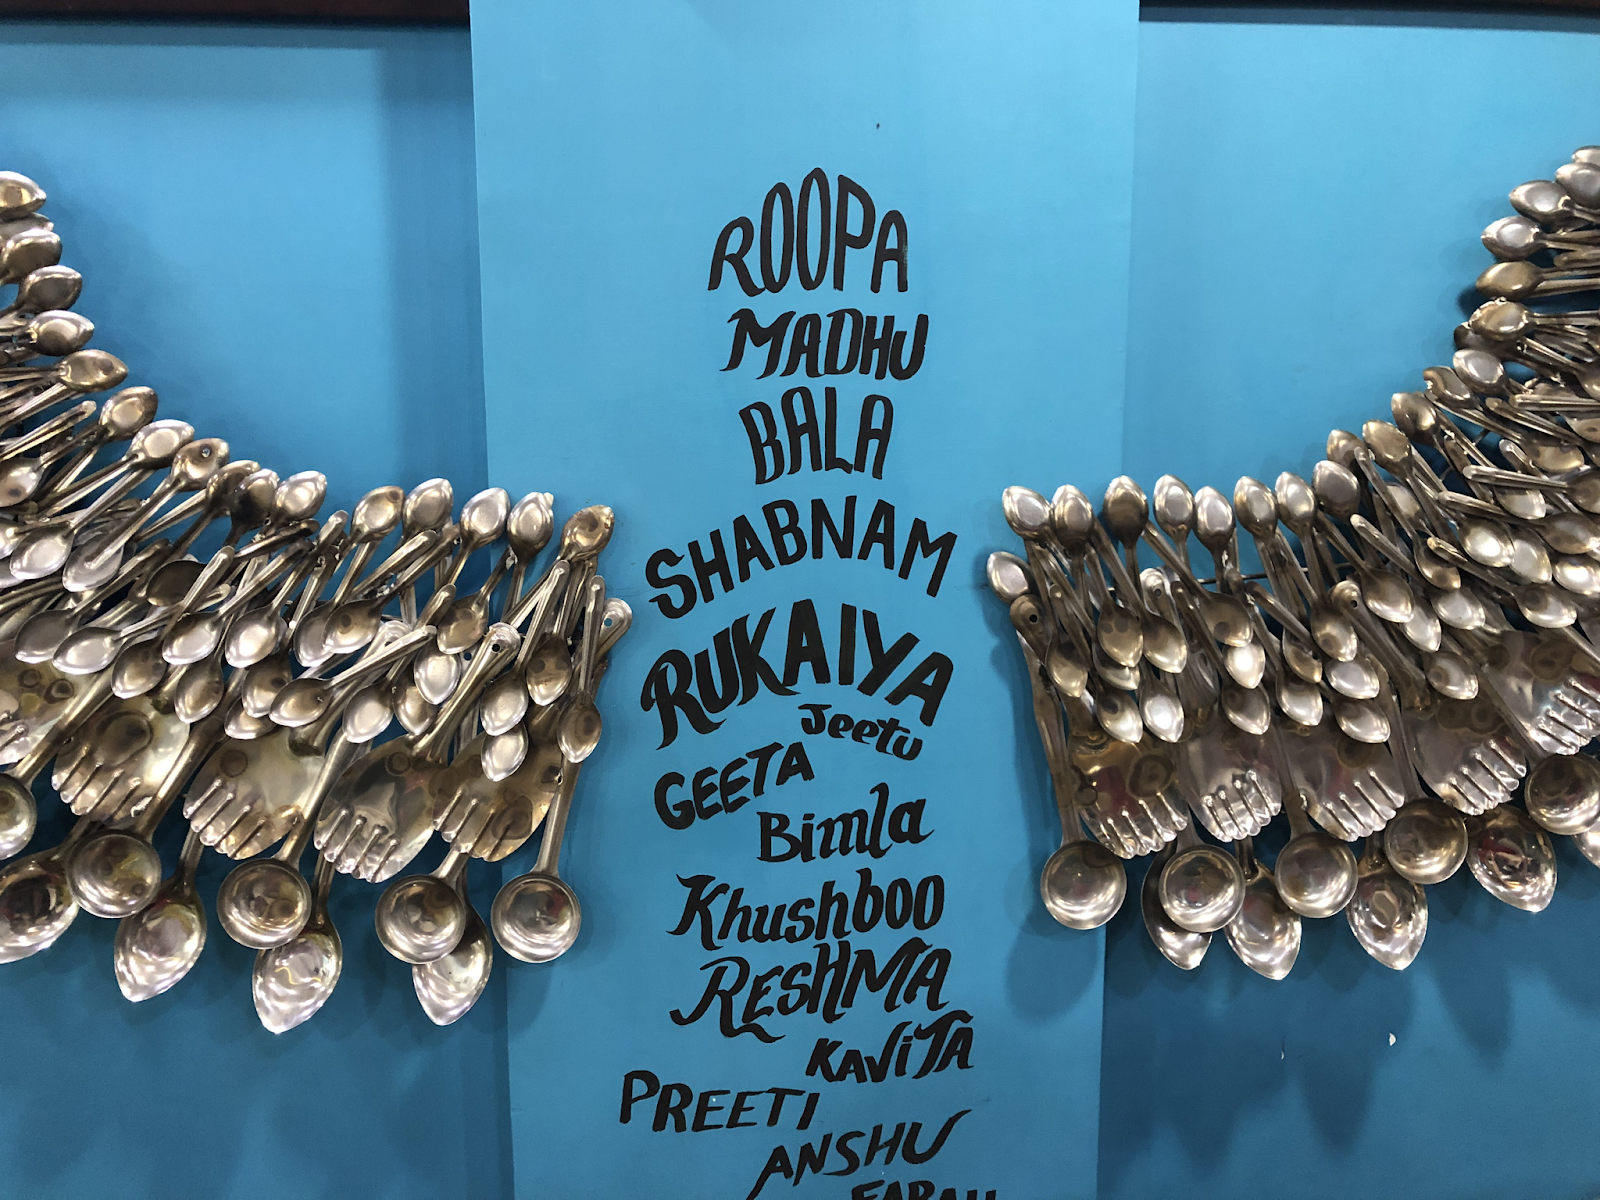 ROOPA
MADHU
BALA
SHABNAM
RUKAIYA
Jeetu
GEETA
Bimla
Khushboo
RESHMA
KAViTA
PREETI
ANSHU